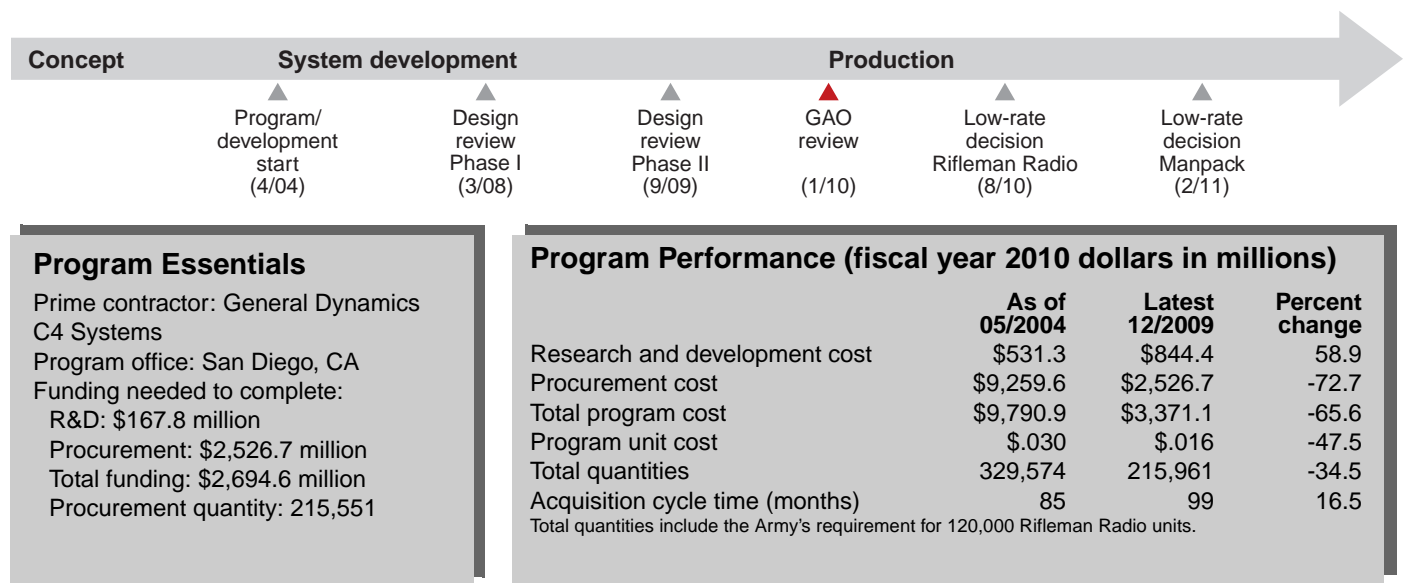 Concept System development Production
Program/
development
start
(4/04)
Design
review
Phase I
(3/08)
Design
review
Phase II
(9/09)
GAO
review
(1/10)
Low-rate
decision
Rifleman Radio
(8/10)
Low-rate
decision
Manpack
(2/11)
Program Essentials
Prime contractor: General Dynamics
C4 Systems
Program office: San Diego, CA
Funding needed to complete:
R&D: $167.8 million
Procurement: $2,526.7 million
Total funding: $2,694.6 million
Procurement quantity: 215,551
Program Performance (fiscal year 2010 dollars in millions)
As of Latest Percent
05/2004 12/2009 change
Research and development cost $531.3 $844.4 58.9
Procurement cost $9,259.6 $2,526.7 -72.7
Total program cost $9,790.9 $3,371.1 -65.6
Program unit cost $.030 $.016 -47.5
Total quantities 329,574 215,961 -34.5
Acquisition cycle time (months) 85 99 16.5
Total quantities include the Army's requirement for 120,000 Rifleman Radio units.